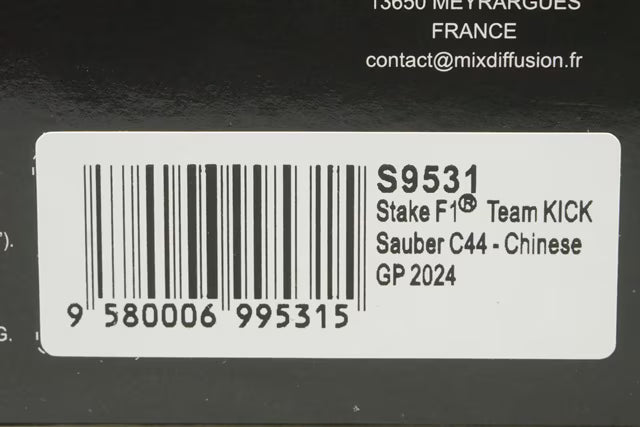 13650 MEYRARGUES
FRANCE
contact@mixdiffusion.fr
S9531
Stake F1® Team KICK
Sauber C44 - Chinese
GP 2024
9 580006 995315
).
G.